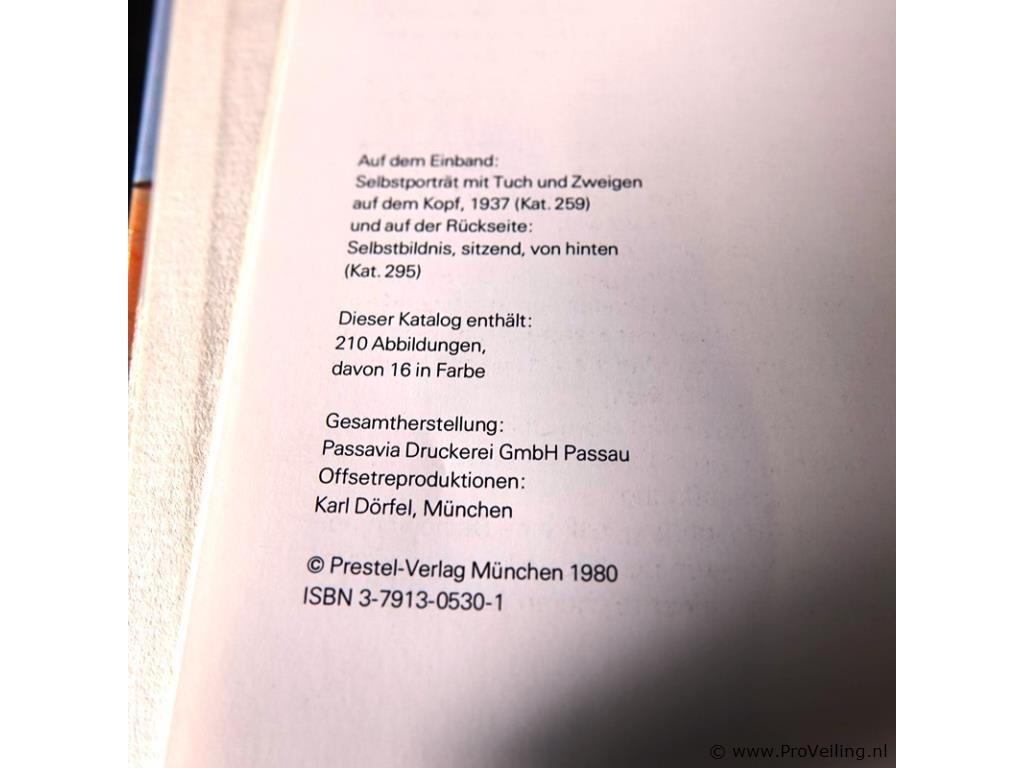 Auf dem Einband:
Selbstporträt mit Tuch und Zweigen
auf dem Kopf, 1937 (Kat. 259)
und auf der Rückseite:
Selbstbildnis, sitzend, von hinten
(Kat. 295)
Dieser Katalog enthält:
210 Abbildungen,
davon 16 in Farbe
Gesamtherstellung:
Passavia Druckerei GmbH Passau
Offsetreproduktionen:
Karl Dörfel, München
© Prestel-Verlag München 1980
ISBN 3-7913-0530-1
© www.ProVeiling.nl